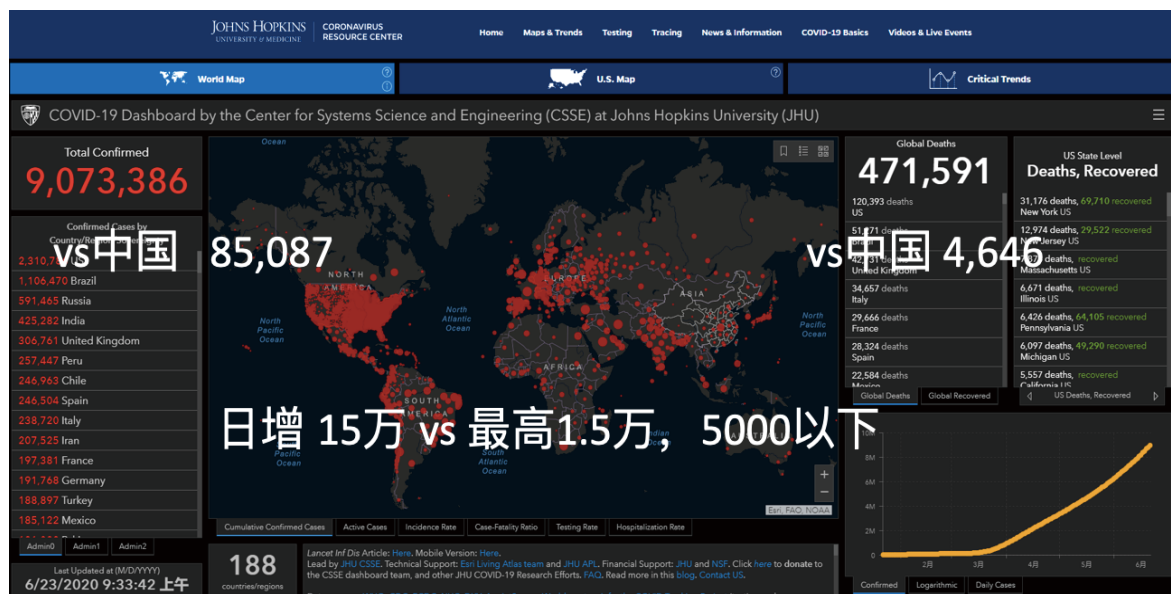 JOHNS HOPKINS
UNIVERSITY & MEDICINE
CORONAVIRUS
RESOURCE CENTER
Home
Maps & Trends
Testing
Tracing
News & Information
COVID-19 Basics
Videos & Live Events
World Map
U.S. Map
Critical Trends
COVID-19 Dashboard by the Center for Systems Science and Engineering (CSSE) at Johns Hopkins University (JHU)
Total Confirmed
9,073,386
Confirmed Cases by
vs中国 85,087
1,106,470 Brazil
591,465 Russia
425,282 India
306,761 United Kingdom
257,447 Peru
246,963 Chile
246,504 Spain
238,720 Italy
207,525 Iran
197,381 France
191,768 Germany
188,897 Turkey
185,122 Mexico
Admin0
Admin1
Admin2
Last Updated at (M/D/YYYY)
6/23/2020 9:33:42 上午
Ocean
NORTH
AMERICA
North
Pacific
Ocean
North
Atlantic
Ocean
EUROPE
ASIA
North
Pacific
Ocean
AFRICA
SOUTH
AMERICA
日增 15万 vs 最高1.5万，5000以下
Pacific
Ocean
South
Atlantic
Ocean
Ocean
+
−
Esri, FAO, NOAA
Cumulative Confirmed Cases
Active Cases
Incidence Rate
Case-Fatality Ratio
Testing Rate
Hospitalization Rate
188
countries/regions
Lancet Inf Dis Article: Here. Mobile Version: Here.
Lead by JHU CSSE. Technical Support: Esri Living Atlas team and JHU APL. Financial Support: JHU and NSF. Click here to donate to
the CSSE dashboard team, and other JHU COVID-19 Research Efforts. FAQ. Read more in this blog. Contact US.
Global Deaths
471,591
120,393 deaths
US
vs中国 4,646
United Kingdom
34,657 deaths
Italy
29,666 deaths
France
28,324 deaths
Spain
22,584 deaths
Mexico
Global Deaths
Global Recovered
US State Level
Deaths, Recovered
31,176 deaths, 69,710 recovered
New York US
12,974 deaths, 29,522 recovered
New Jersey US
deaths, recovered
Massachusetts US
6,671 deaths, recovered
Illinois US
6,426 deaths, 64,105 recovered
Pennsylvania US
6,097 deaths, 49,290 recovered
Michigan US
5,557 deaths, recovered
California US
US Deaths, Recovered
10M
8M
6M
4M
2M
0
2月
3月
4月
5月
6月
Confirmed
Logarithmic
Daily Cases